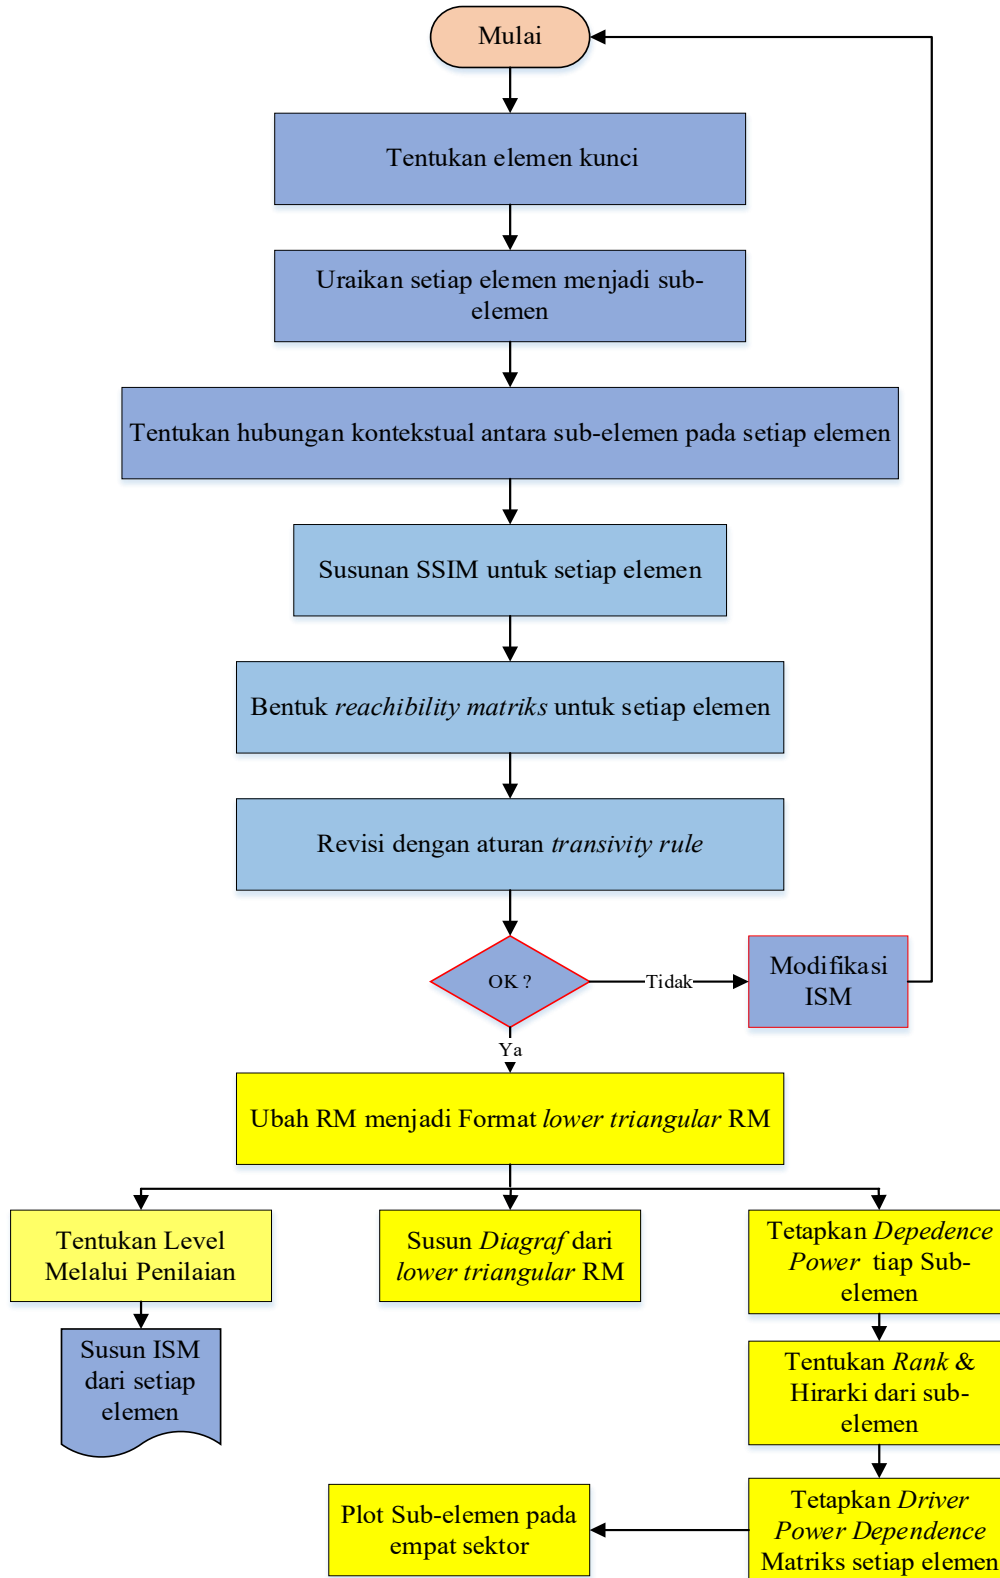 Mulai
Tentukan elemen kunci
Uraikan setiap elemen menjadi sub-
elemen
Tentukan hubungan kontekstual antara sub-elemen pada setiap elemen
Susunan SSIM untuk setiap elemen
Bentuk reachibility matriks untuk setiap elemen
Revisi dengan aturan transivity rule
OK ?
Tidak
Modifikasi
ISM
Ya
Ubah RM menjadi Format lower triangular RM
Tentukan Level
Melalui Penilaian
Susun Diagraf dari
lower triangular RM
Tetapkan Depedence
Power tiap Sub-
elemen
Susun ISM
dari setiap
elemen
Tentukan Rank &
Hirarki dari sub-
elemen
Plot Sub-elemen pada
empat sektor
Tetapkan Driver
Power Dependence
Matriks setiap elemen